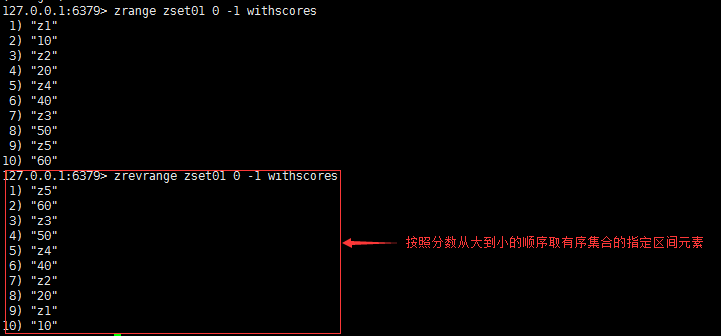 127.0.0.1:6379> zrange zset01 0 -1 withscores
1) "z1"
2) "10"
3) "z2"
4) "20"
5) "z4"
6) "40"
7) "z3"
8) "50"
9) "z5"
10) "60"
127.0.0.1:6379> zrevrange zset01 0 -1 withscores
1) "z5"
2) "60"
3) "z3"
4) "50"
5) "z4"
6) "40"
7) "z2"
8) "20"
9) "z1"
10) "10"
按照分数从大到小的顺序取有序集合的指定区间元素